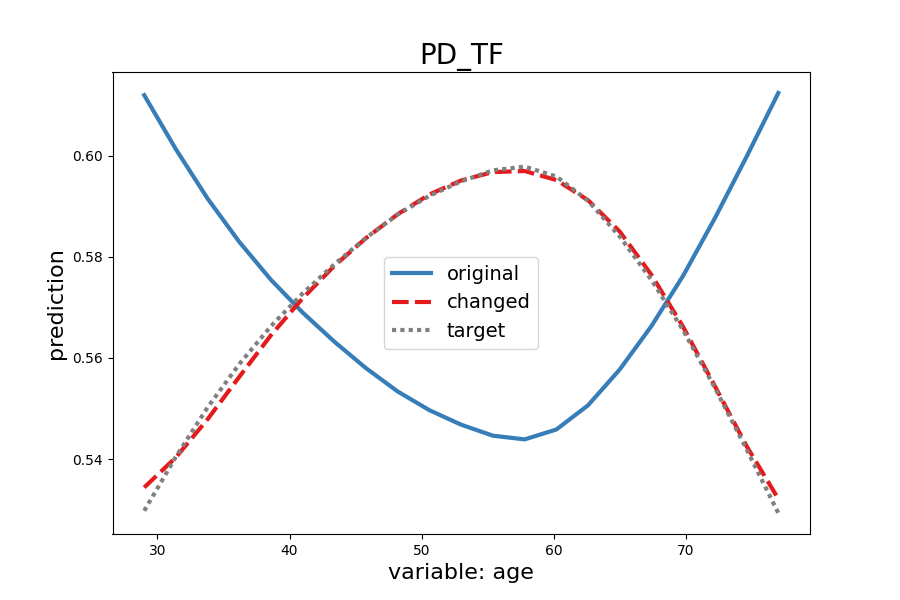 PD_TF
prediction
0.60
0.58
0.56
0.54
original
changed
target
30 40 50 60 70
variable: age